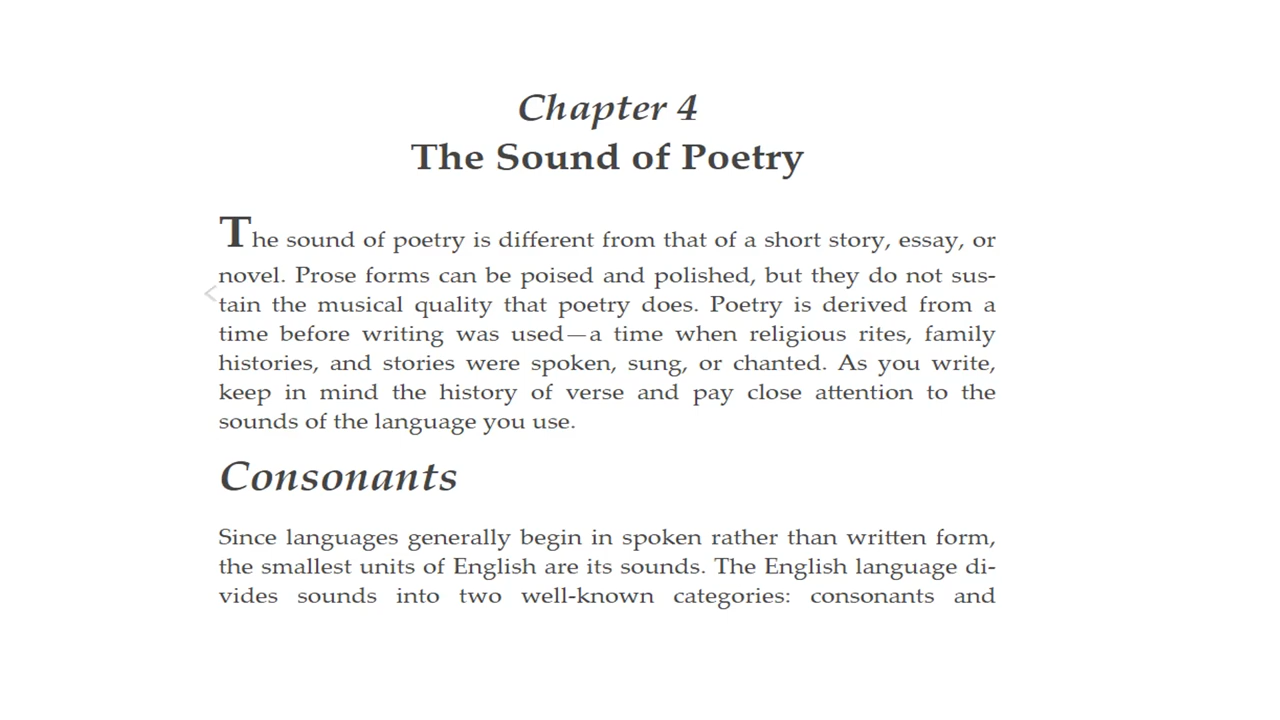 Chapter 4
The Sound of Poetry
The sound of poetry is different from that of a short story, essay, or
novel. Prose forms can be poised and polished, but they do not sus-
tain the musical quality that poetry does. Poetry is derived from a
time before writing was used—a time when religious rites, family
histories, and stories were spoken, sung, or chanted. As you write,
keep in mind the history of verse and pay close attention to the
sounds of the language you use.
Consonants
Since languages generally begin in spoken rather than written form,
the smallest units of English are its sounds. The English language di-
vides sounds into two well-known categories: consonants and